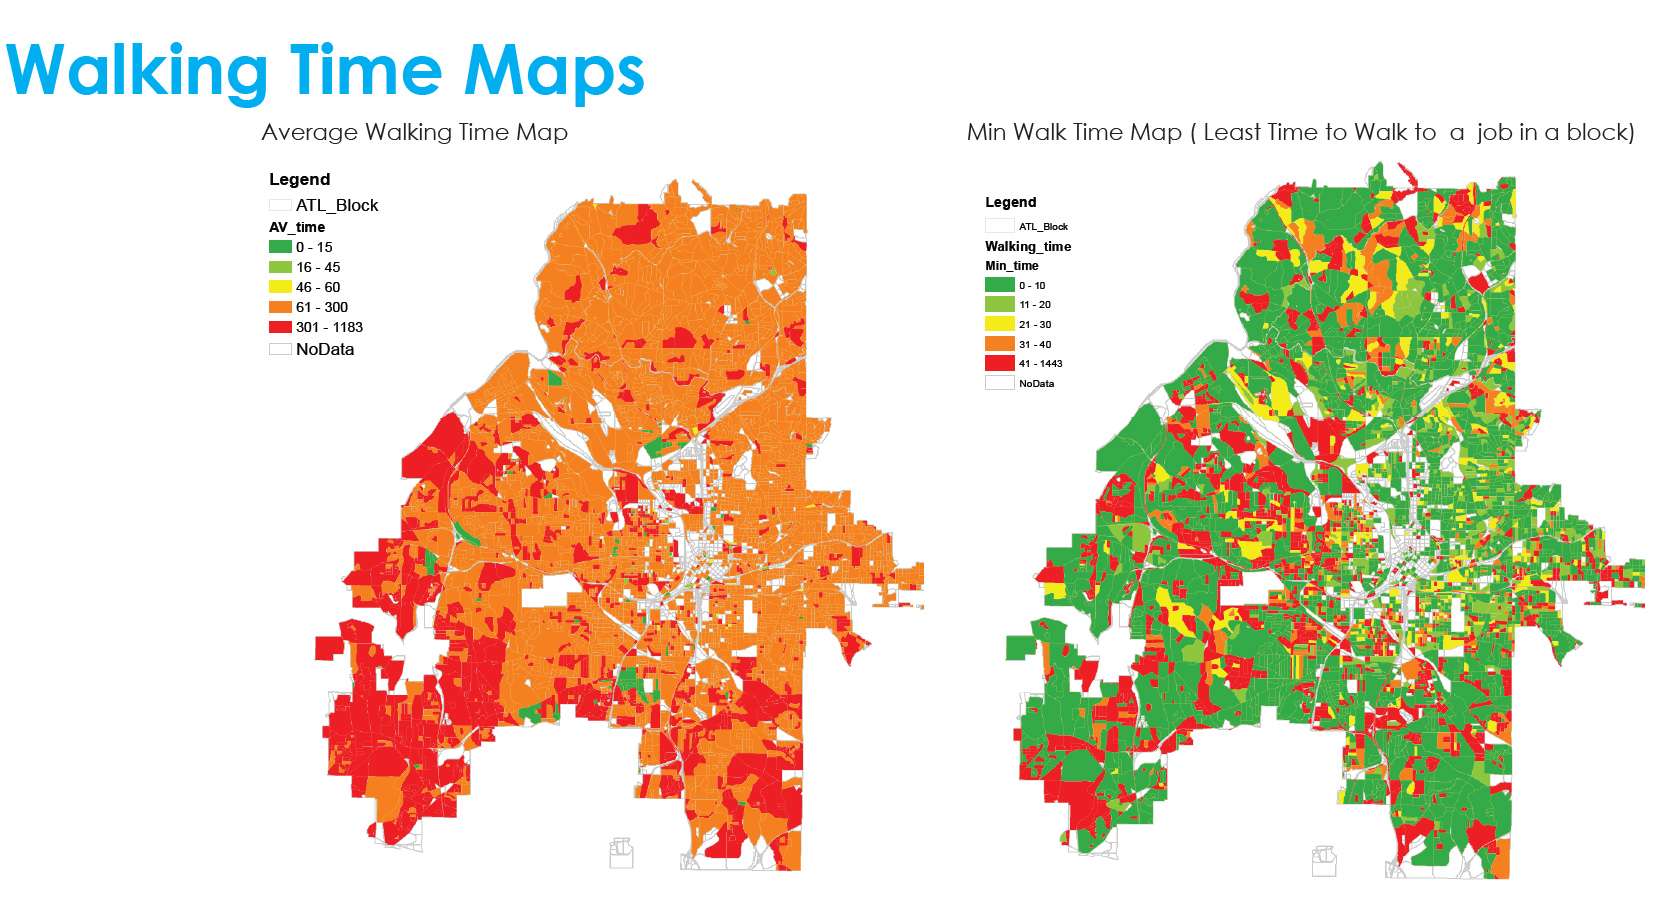 Walking Time Maps
Average Walking Time Map
Legend
ATL_Block
AV_time
0 - 15
16 - 45
46 - 60
61 - 300
301 - 1183
NoData
Min Walk Time Map ( Least Time to Walk to a job in a block)
Legend
ATL_Block
Walking_time
Min_time
0 - 10
11 - 20
21 - 30
31 - 40
41 - 1443
NoData